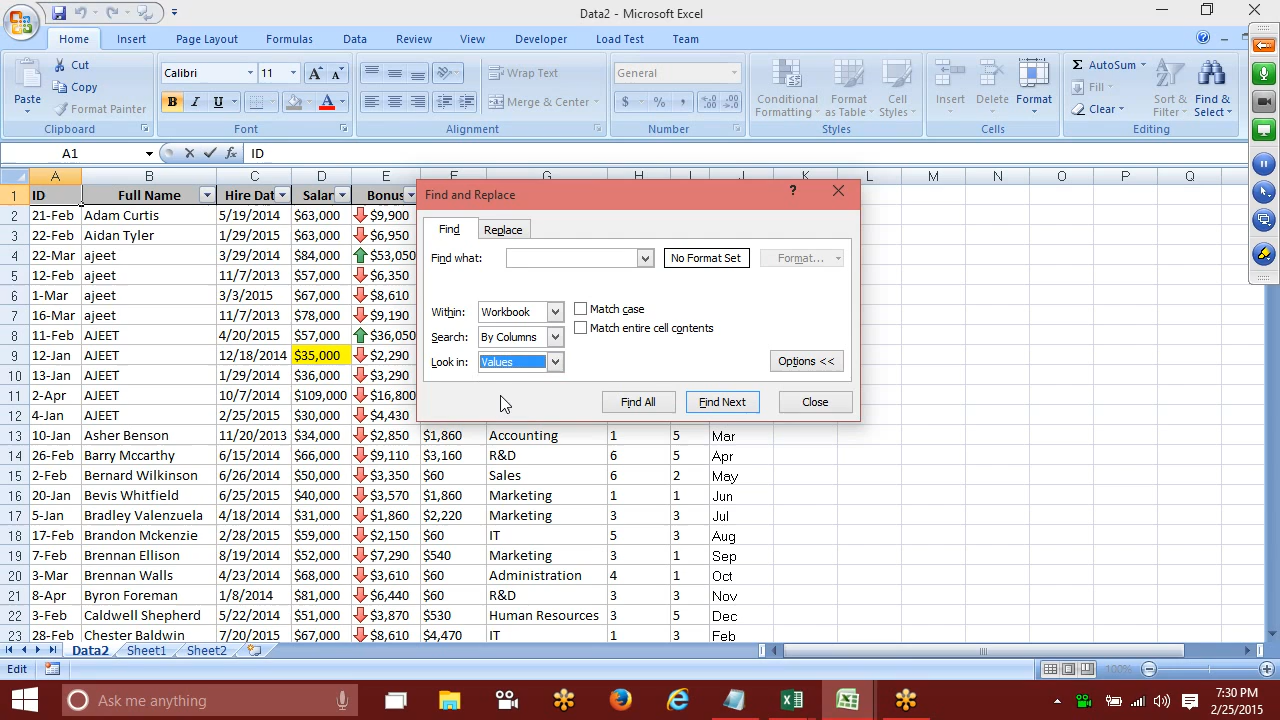 Data2 - Microsoft Excel
Home Insert Page Layout Formulas Data Review View Developer Load Test Team
Paste
Cut
Copy
Format Painter
Clipboard
Calibri 11
B I U
Font
Wrap Text
Merge & Center
Alignment
General
$ % ,
Number
Conditional Formatting
Format as Table
Cell Styles
Styles
Insert Delete Format
Cells
AutoSum
Fill
Clear
Sort & Filter
Find & Select
Editing
A1 fx ID
A B C D E F G H I J K L M N O P Q R
1 ID Full Name Hire Dat Salar Bonus
2 21-Feb Adam Curtis 5/19/2014 $63,000 $9,900
3 22-Feb Aidan Tyler 1/29/2015 $63,000 $6,950
4 22-Mar ajeet 3/29/2014 $84,000 $53,050
5 12-Feb ajeet 11/7/2013 $57,000 $6,350
6 1-Mar ajeet 3/3/2015 $67,000 $8,610
7 16-Mar ajeet 11/7/2013 $78,000 $9,190
8 11-Feb AJEET 4/20/2015 $57,000 $36,050
9 12-Jan AJEET 12/18/2014 $35,000 $2,290
10 13-Jan AJEET 1/29/2014 $36,000 $3,290
11 2-Apr AJEET 10/7/2014 $109,000 $16,800
12 4-Jan AJEET 2/25/2015 $30,000 $4,430
13 10-Jan Asher Benson 11/20/2013 $34,000 $2,850 $1,860 Accounting 1 5 Mar
14 26-Feb Barry Mccarthy 6/15/2014 $66,000 $9,110 $3,160 R&D 6 5 Apr
15 2-Feb Bernard Wilkinson 6/26/2014 $50,000 $3,350 $60 Sales 6 2 May
16 20-Jan Bevis Whitfield 6/25/2015 $40,000 $3,570 $1,860 Marketing 1 1 Jun
17 5-Jan Bradley Valenzuela 4/18/2014 $31,000 $1,860 $2,220 Marketing 3 3 Jul
18 17-Feb Brandon Mckenzie 2/28/2015 $59,000 $2,150 $60 IT 5 3 Aug
19 7-Feb Brennan Ellison 8/19/2014 $52,000 $7,290 $540 Marketing 3 1 Sep
20 3-Mar Brennan Walls 4/23/2014 $68,000 $3,610 $60 Administration 4 1 Oct
21 8-Apr Byron Foreman 1/8/2014 $81,000 $6,440 $60 R&D 3 3 Nov
22 3-Feb Caldwell Shepherd 5/22/2014 $51,000 $3,870 $530 Human Resources 3 5 Dec
23 28-Feb Chester Baldwin 7/20/2015 $67,000 $8,610 $4,470 IT 1 3 Feb
Find and Replace ?
Find Replace
Find what: No Format Set Format...
Within: Workbook Match case
Search: By Columns Match entire cell contents
Look in: Values
Options <<
Find All Find Next Close
Data2 Sheet1 Sheet2
Edit 100%
Ask me anything
7:30 PM
2/25/2015